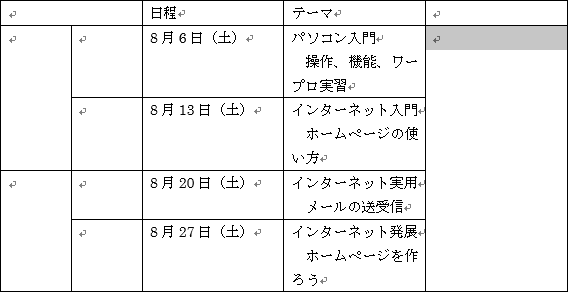 日程 テーマ
8月6日（土） パソコン入門
操作、機能、ワー
プロ実習
8月13日（土） インターネット入門
ホームページの使
い方
8月20日（土） インターネット実用
メールの送受信
8月27日（土） インターネット発展
ホームページを作
ろう